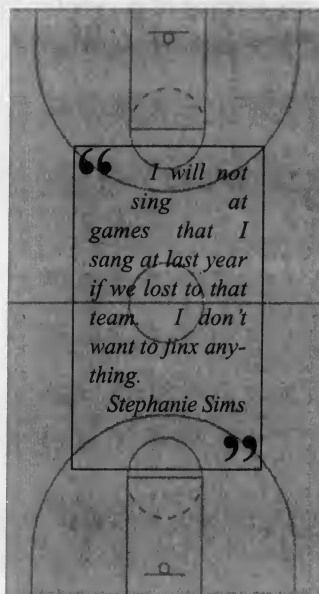 “ I will not
sing at
games that I
sang at last year
if we lost to that
team. I don't
want to jinx any-
thing.
Stephanie Sims
”